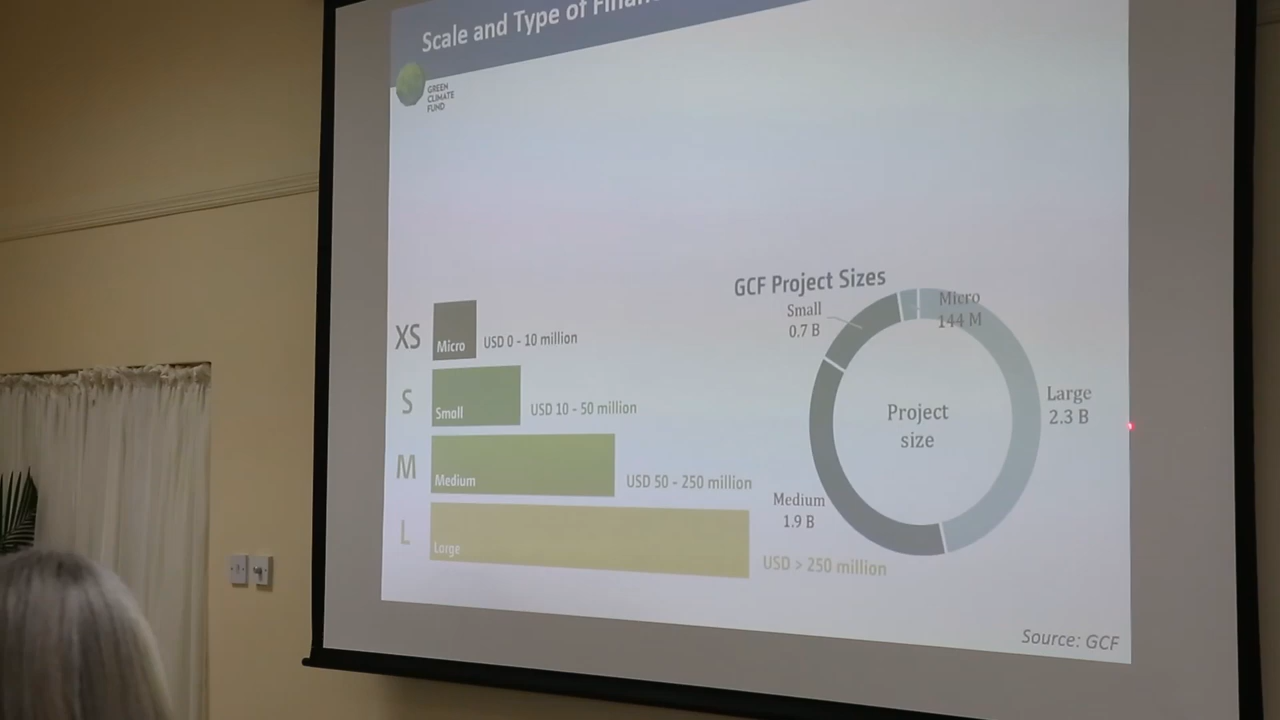 Scale and Type of
GREEN
CLIMATE
FUND
XS
Micro
USD 0 - 10 million
S
Small
USD 10 - 50 million
M
Medium
USD 50 - 250 million
L
Large
USD > 250 million
GCF Project Sizes
Small
0.7 B
Micro
144 M
Large
2.3 B
Project
size
Medium
1.9 B
Source: GCF